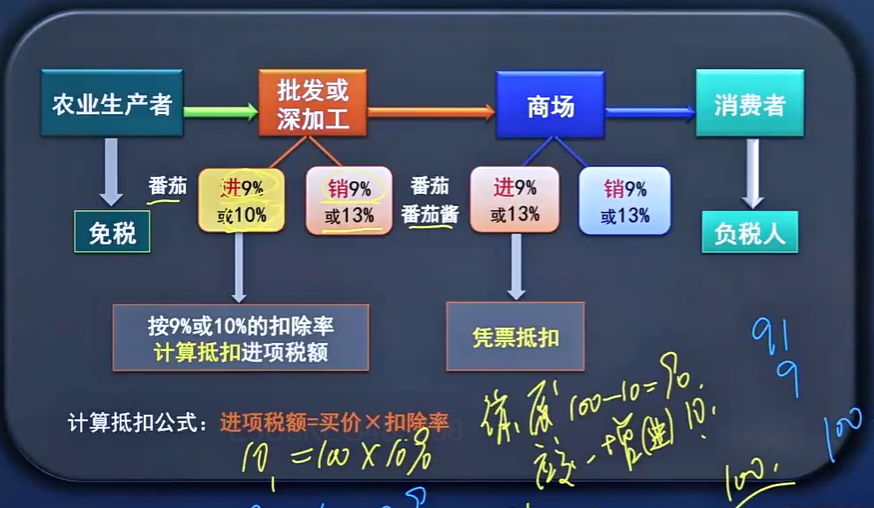 农业生产者
批发或
深加工
商场
消费者
番茄
进9%
或10%
销9%
或13%
番茄
番茄酱
进9%
或13%
销9%
或13%
免税
负税人
按9%或10%的扣除率
计算抵扣进项税额
凭票抵扣
计算抵扣公式：进项税额=买价×扣除率
10 =100×10%
100-10=90.
10.
91
9
100
100.